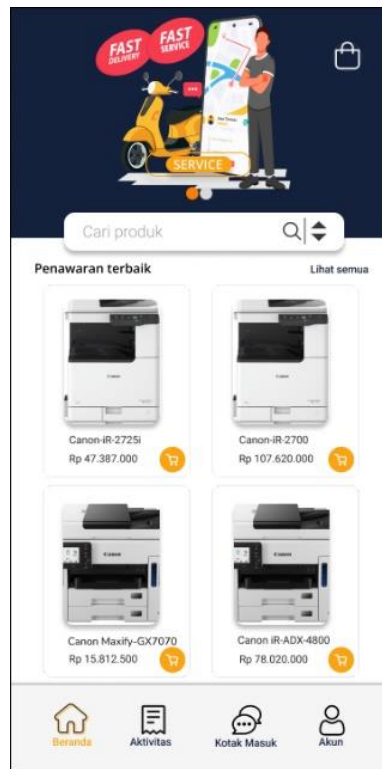 FAST
DELIVERY
FAST
SERVICE
SERVICE
Cari produk
Penawaran terbaik
Lihat semua
Canon-iR-2725i
Rp 47.387.000
Canon-iR-2700
Rp 107.620.000
Canon Maxify-GX7070
Rp 15.812.500
Canon iR-ADX-4800
Rp 78.020.000
Beranda
Aktivitas
Kotak Masuk
Akun